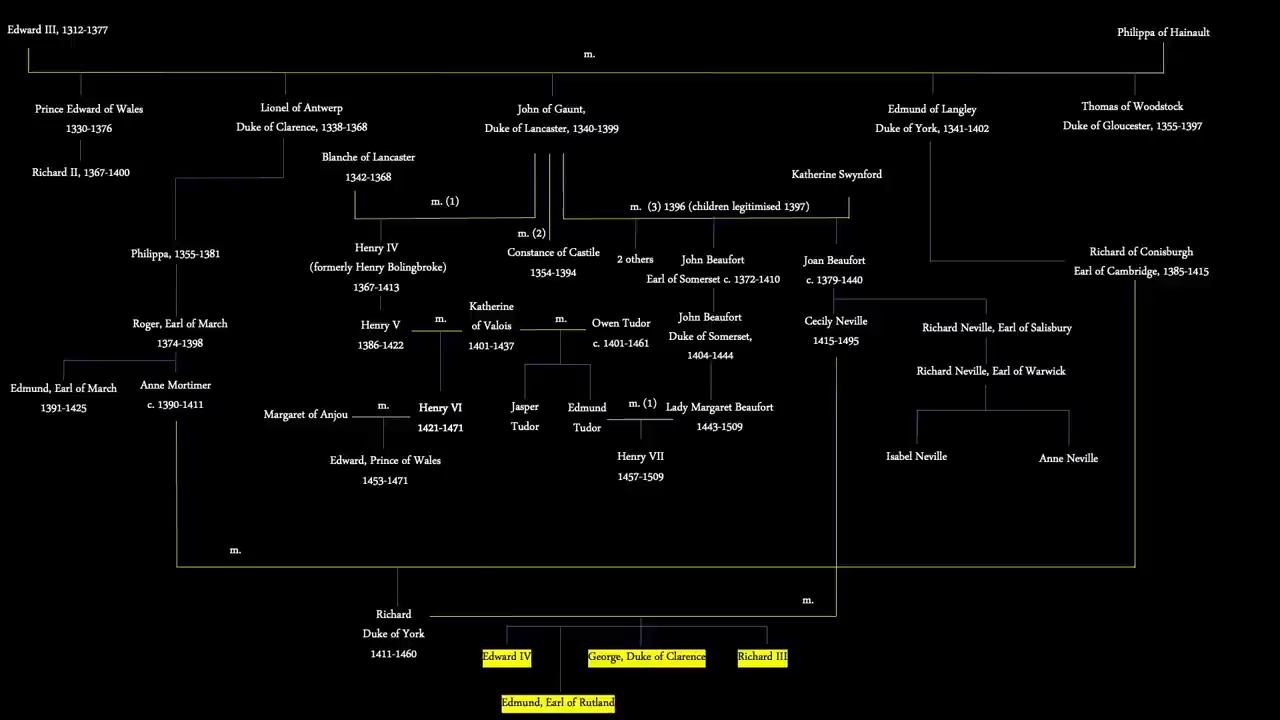 Edward III, 1312-1377
Philippa of Hainault
m.
Prince Edward of Wales
1330-1376
Lionel of Antwerp
Duke of Clarence, 1338-1368
John of Gaunt,
Duke of Lancaster, 1340-1399
Edmund of Langley
Duke of York, 1341-1402
Thomas of Woodstock
Duke of Gloucester, 1355-1397
Richard II, 1367-1400
Blanche of Lancaster
1342-1368
Katherine Swynford
m. (1)
m. (3) 1396 (children legitimised 1397)
m. (2)
Philippa, 1355-1381
Henry IV
(formerly Henry Bolingbroke)
1367-1413
Constance of Castile
1354-1394
2 others
John Beaufort
Earl of Somerset c. 1372-1410
Joan Beaufort
c. 1379-1440
Richard of Conisburgh
Earl of Cambridge, 1385-1415
Roger, Earl of March
1374-1398
Henry V
1386-1422
m.
Katherine
of Valois
1401-1437
m.
Owen Tudor
c. 1401-1461
John Beaufort
Duke of Somerset,
1404-1444
Cecily Neville
1415-1495
Richard Neville, Earl of Salisbury
Richard Neville, Earl of Warwick
Edmund, Earl of March
1391-1425
Anne Mortimer
c. 1390-1411
Margaret of Anjou
m.
Henry VI
1421-1471
Jasper
Tudor
Edmund
Tudor
m. (1)
Lady Margaret Beaufort
1443-1509
Edward, Prince of Wales
1453-1471
Henry VII
1457-1509
Isabel Neville
Anne Neville
m.
Richard
Duke of York
1411-1460
m.
Edward IV
George, Duke of Clarence
Richard III
Edmund, Earl of Rutland